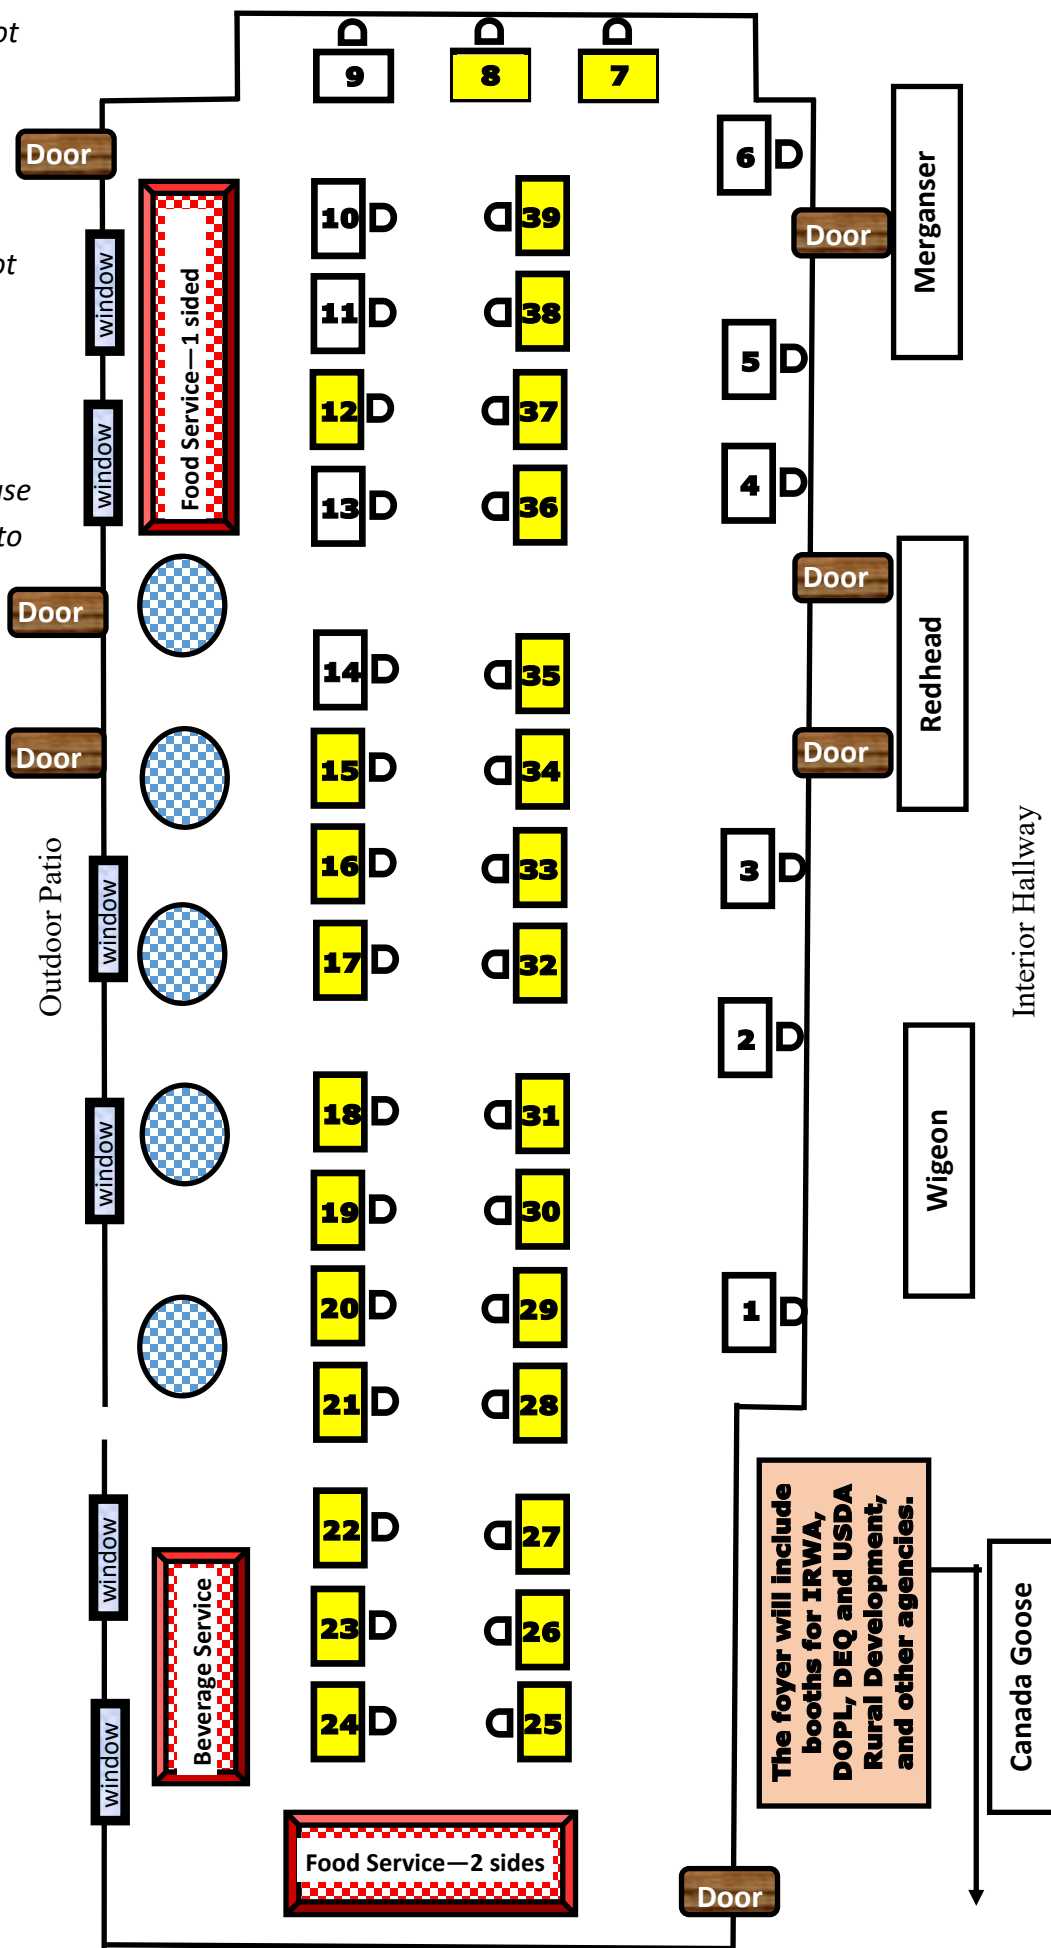 pt
9
8
7
6
Door
Merganser
10
39
Door
ot
window
Food Service—1 sided
11
38
5
12
37
window
4
use
13
36
to
Door
Door
Redhead
14
35
Door
15
34
Door
Outdoor Patio
window
16
33
3
Interior Hallway
17
32
2
window
18
31
Wigeon
19
30
20
29
1
21
28
window
22
27
The foyer will include
booths for IRWA,
DOPL, DEQ and USDA
Rural Development,
and other agencies.
Beverage Service
23
26
Canada Goose
24
25
window
Food Service—2 sides
Door